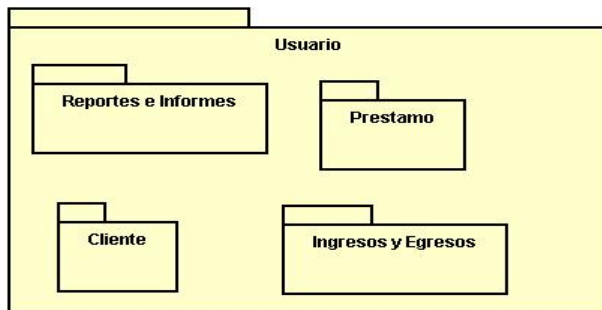 Usuario
Reportes e Informes
Prestamo
Cliente
Ingresos y Egresos